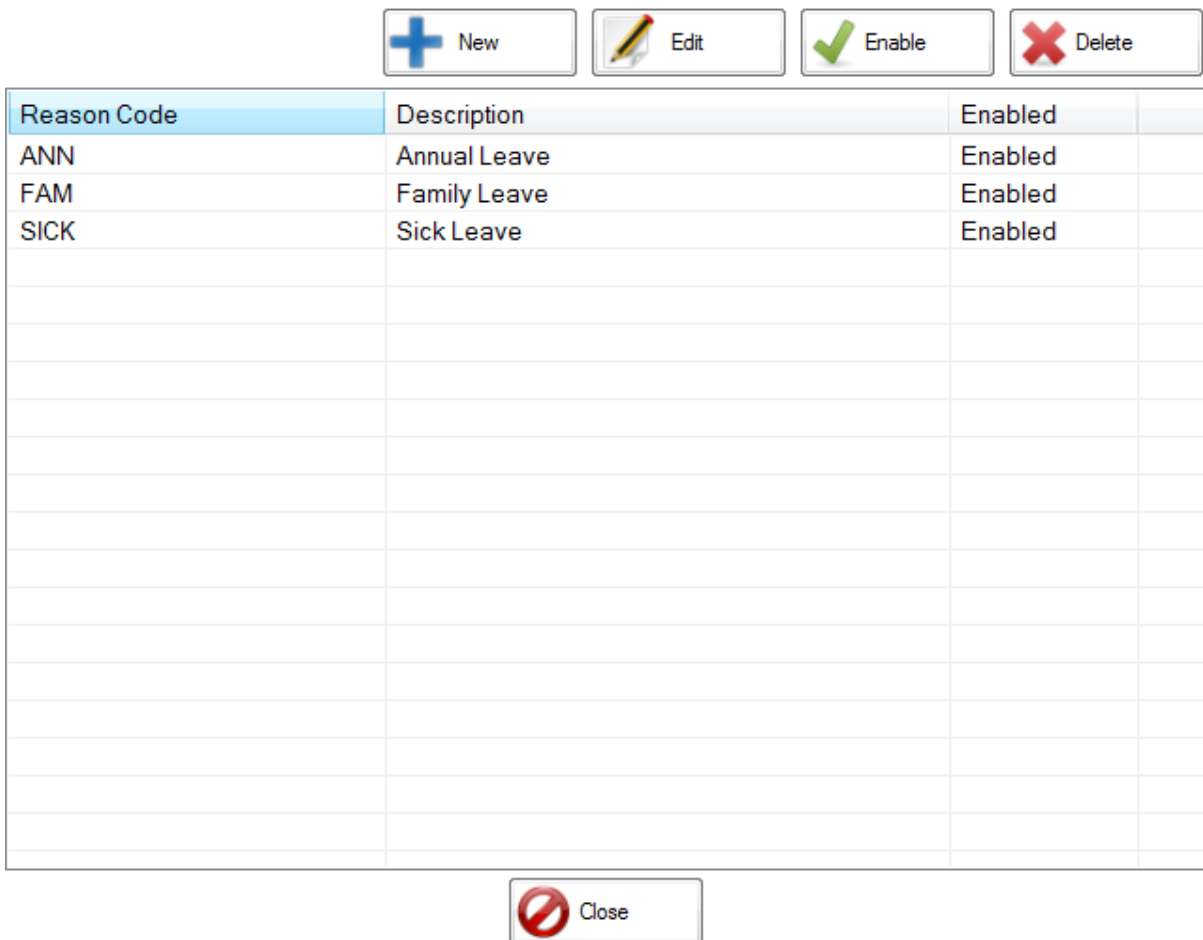 New Edit Enable Delete
Reason Code Description Enabled
ANN Annual Leave Enabled
FAM Family Leave Enabled
SICK Sick Leave Enabled
Close